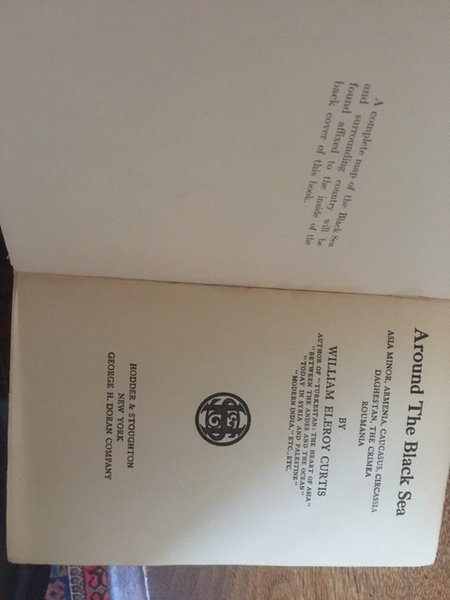 A complete map of the Black Sea
and surrounding country will be
found affixed to the inside of the
back cover of this book.
Around The Black Sea
ASIA MINOR, ARMENIA, CAUCASUS, CIRCASSIA
DAGHESTAN, THE CRIMEA
ROUMANIA
BY
WILLIAM ELEROY CURTIS
AUTHOR OF "TURKESTAN: THE HEART OF ASIA"
"BETWEEN THE ANDES AND THE OCEAN"
"TODAY IN SYRIA AND PALESTINE"
"MODERN INDIA," ETC., ETC.
HODDER & STOUGHTON
NEW YORK
GEORGE H. DORAN COMPANY